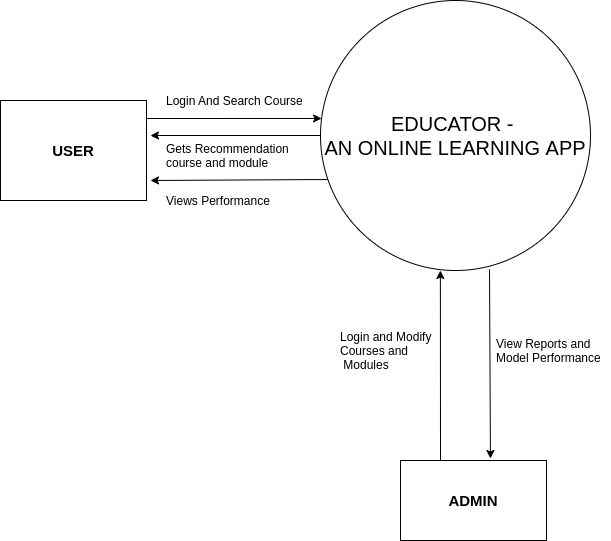 Login And Search Course
EDUCATOR -
AN ONLINE LEARNING APP
USER
Gets Recommendation
course and module
Views Performance
Login and Modify
Courses and
Modules
View Reports and
Model Performance
ADMIN